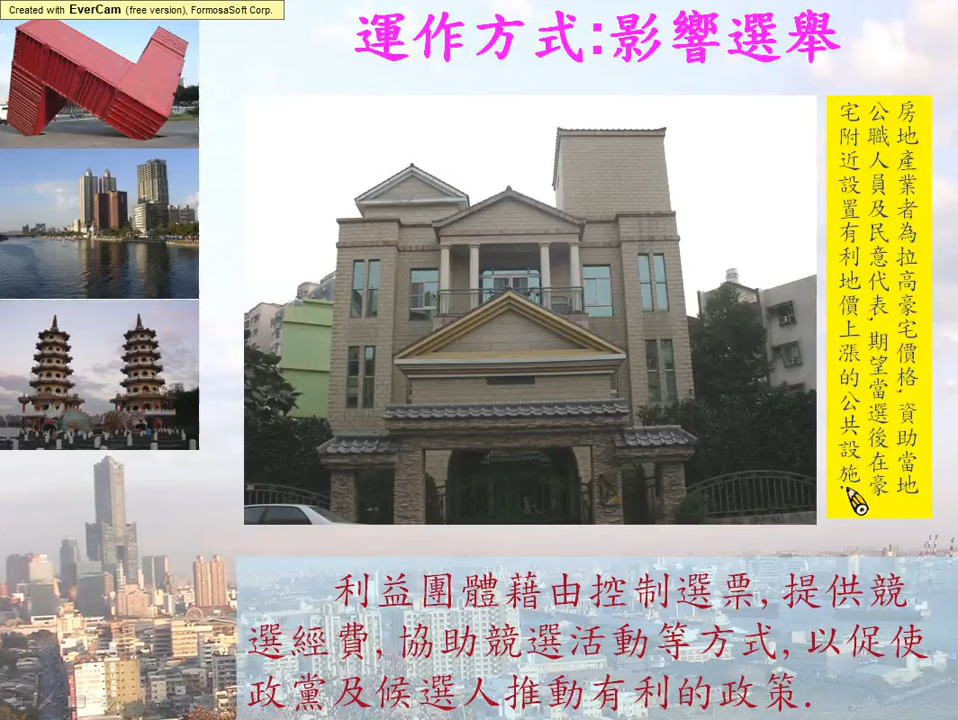 Created with EverCam (free version), FormosaSoft Corp.
運作方式:影響選舉
房地產業者為拉高豪宅價格,資助當地
公職人員及民意代表,期望當選後在豪
宅附近設置有利地價上漲的公共設施.
利益團體藉由控制選票,提供競
選經費,協助競選活動等方式,以促使
政黨及候選人推動有利的政策.